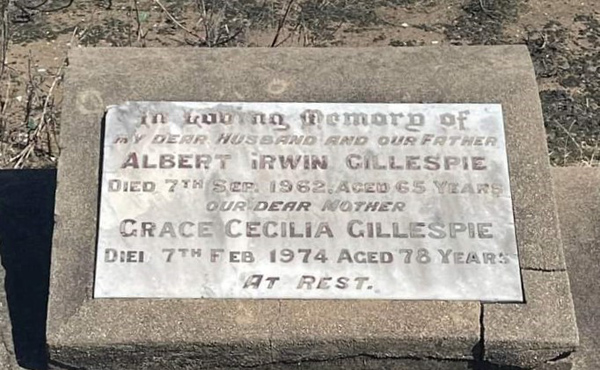 In Loving Memory of
MY DEAR HUSBAND AND OUR FATHER
ALBERT IRWIN GILLESPIE
DIED 7TH SEP. 1962, AGED 65 YEARS
OUR DEAR MOTHER
GRACE CECILIA GILLESPIE
DIED 7TH FEB 1974 AGED 78 YEARS
AT REST.